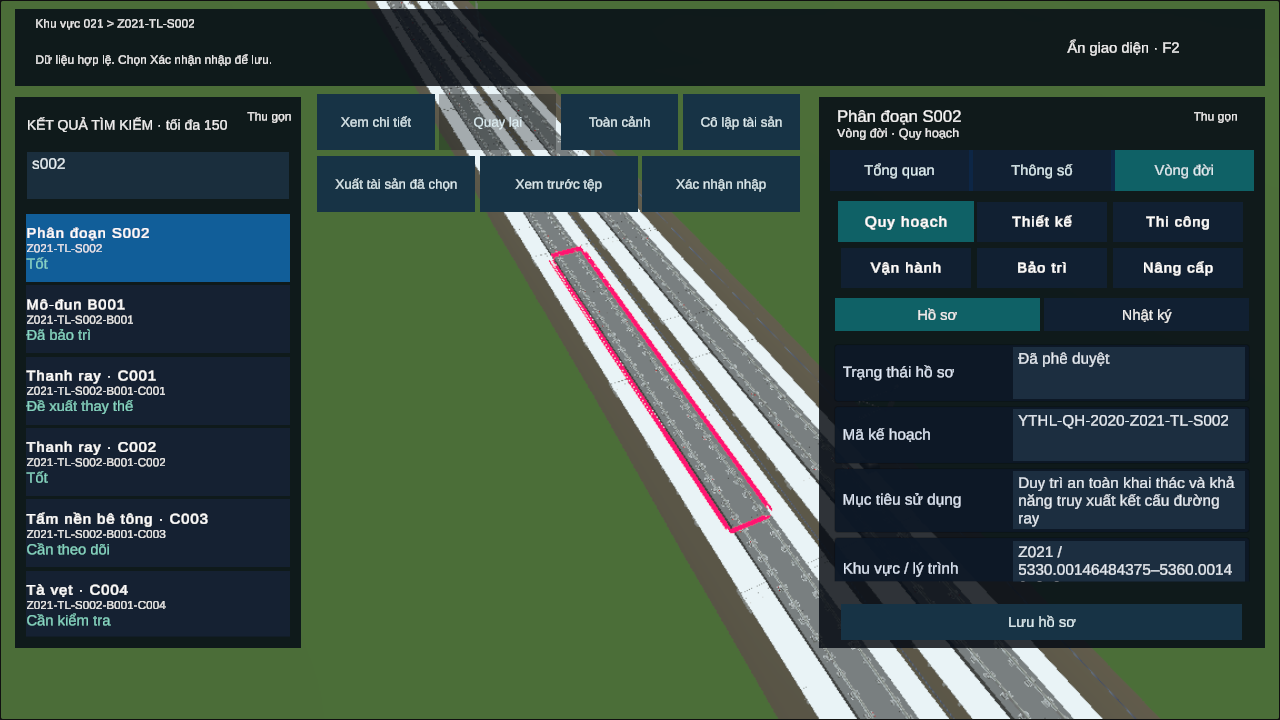 Khu vực 021 > Z021-TL-S002
Dữ liệu hợp lệ. Chọn Xác nhận nhập để lưu.
Ẩn giao diện · F2
KẾT QUẢ TÌM KIẾM · tối đa 150
Thu gọn
s002
Phân đoạn S002
Z021-TL-S002
Tốt
Mô-đun B001
Z021-TL-S002-B001
Đã bảo trì
Thanh ray · C001
Z021-TL-S002-B001-C001
Đề xuất thay thế
Thanh ray · C002
Z021-TL-S002-B001-C002
Tốt
Tấm nền bê tông · C003
Z021-TL-S002-B001-C003
Cần theo dõi
Tà vẹt · C004
Z021-TL-S002-B001-C004
Cần kiểm tra
Xem chi tiết
Quay lại
Toàn cảnh
Cô lập tài sản
Xuất tài sản đã chọn
Xem trước tệp
Xác nhận nhập
Phân đoạn S002
Thu gọn
Vòng đời · Quy hoạch
Tổng quan
Thông số
Vòng đời
Quy hoạch
Thiết kế
Thi công
Vận hành
Bảo trì
Nâng cấp
Hồ sơ
Nhật ký
Trạng thái hồ sơ
Đã phê duyệt
Mã kế hoạch
YTHL-QH-2020-Z021-TL-S002
Mục tiêu sử dụng
Duy trì an toàn khai thác và khả
năng truy xuất kết cấu đường
ray
Khu vực / lý trình
Z021 /
5330.00146484375–5360.0014
Lưu hồ sơ